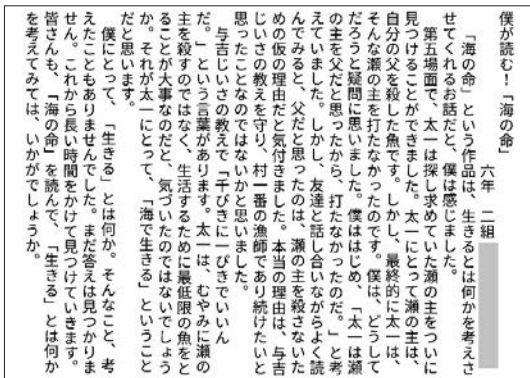 僕が読む！「海の命」
六年　二組
　「海の命」という作品は、生きるとは何かを考えさ
せてくれるお話だと、僕は感じました。
　第五場面で、太一は探し求めていた瀬の主をついに
見つけることができました。太一にとって瀬の主は、
自分の父を殺した魚です。しかし、最終的に太一は、
そんな瀬の主を打たなかったのです。僕は、どうして
だろうと疑問に思いました。僕ははじめ、「太一は瀬
の主を父だと思ったから、打たなかったのだ。」と考
えていました。しかし、友達と話し合いながらよく読
んでみると、父だと思ったのは、瀬の主を殺さないた
めの仮の理由だと気付きました。本当の理由は、与吉
じいさの教えを守り、村一番の漁師であり続けたいと
思ったことなのではないかと思いました。
　与吉じいさの教えで「千びきに一ぴきでいいん
だ。」という言葉があります。太一は、むやみに瀬の
主を殺すのではなく、生活するために最低限の魚をと
ることが大事なのだと、気づいたのではないでしょう
か。それが太一にとって、「海で生きる」ということ
だと思います。
　僕にとって、「生きる」とは何か。そんなこと、考
えたこともありませんでした。まだ答えは見つかりま
せん。これから長い時間をかけて見つけていきます。
皆さんも、「海の命」を読んで、「生きる」とは何か
を考えてみては、いかがでしょうか。